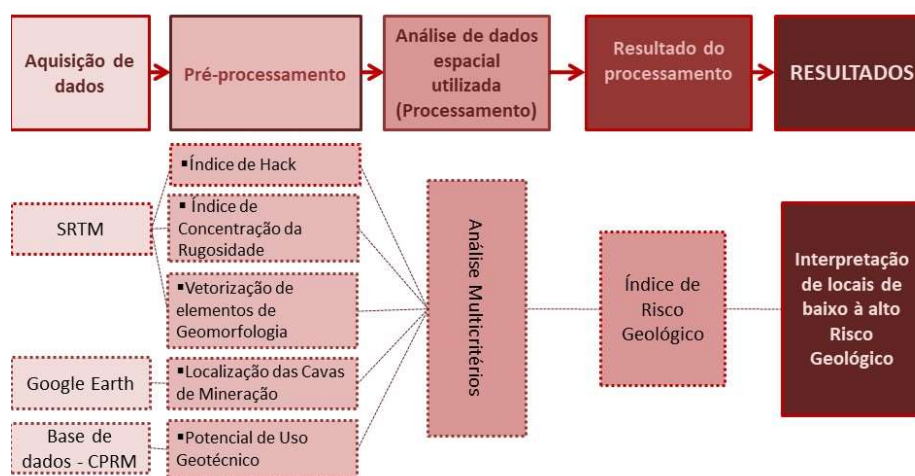 Aquisição de
dados
Pré-processamento
Análise de dados
espacial
utilizada
(Processamento)
Resultado do
processamento
RESULTADOS
SRTM
▪Índice de Hack
▪ Índice de
Concentração da
Rugosidade
▪Vetorização de
elementos de
Geomorfologia
Google Earth
▪Localização das Cavas
de Mineração
Base de
dados - CPRM
▪Potencial de Uso
Geotécnico
Análise Multicritérios
Índice de
Risco
Geológico
Interpretação
de locais de
baixo à alto
Risco
Geológico